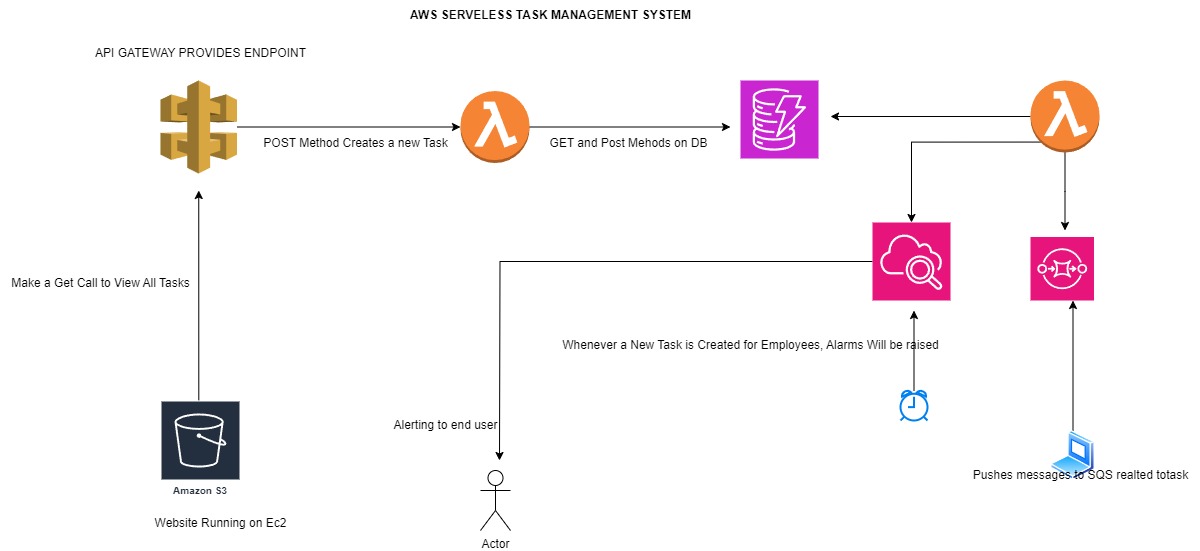 AWS SERVELESS TASK MANAGEMENT SYSTEM
API GATEWAY PROVIDES ENDPOINT
POST Method Creates a new Task
GET and Post Mehods on DB
Make a Get Call to View All Tasks
Whenever a New Task is Created for Employees, Alarms Will be raised
Alerting to end user
Pushes messages to SQS realted totask
Amazon S3
Website Running on Ec2
Actor